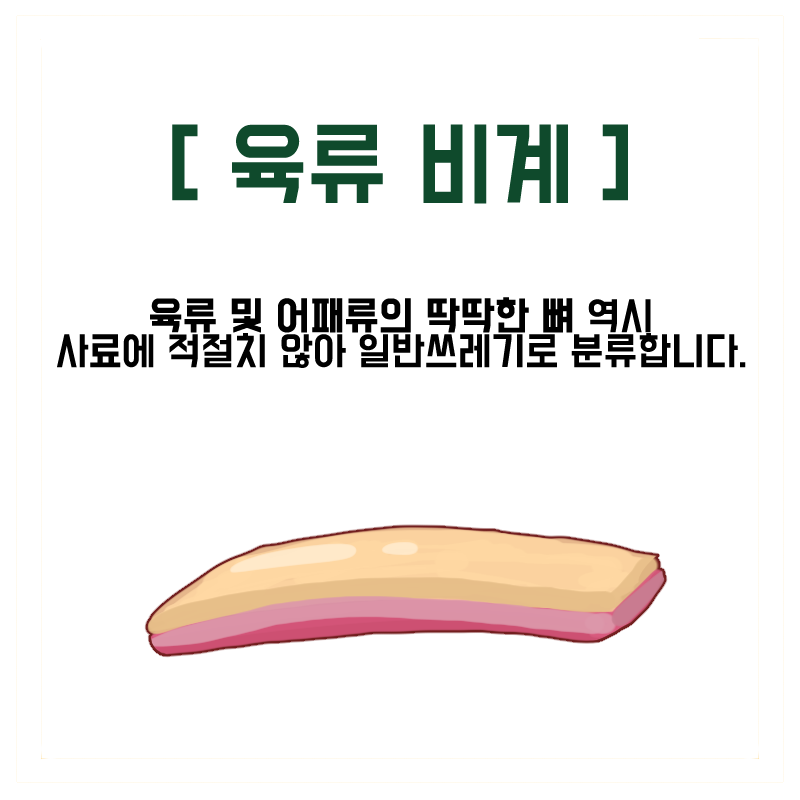 [ 육류 비계 ]
육류 및 어패류의 딱딱한 뼈 역시
사료에 적절치 않아 일반쓰레기로 분류합니다.